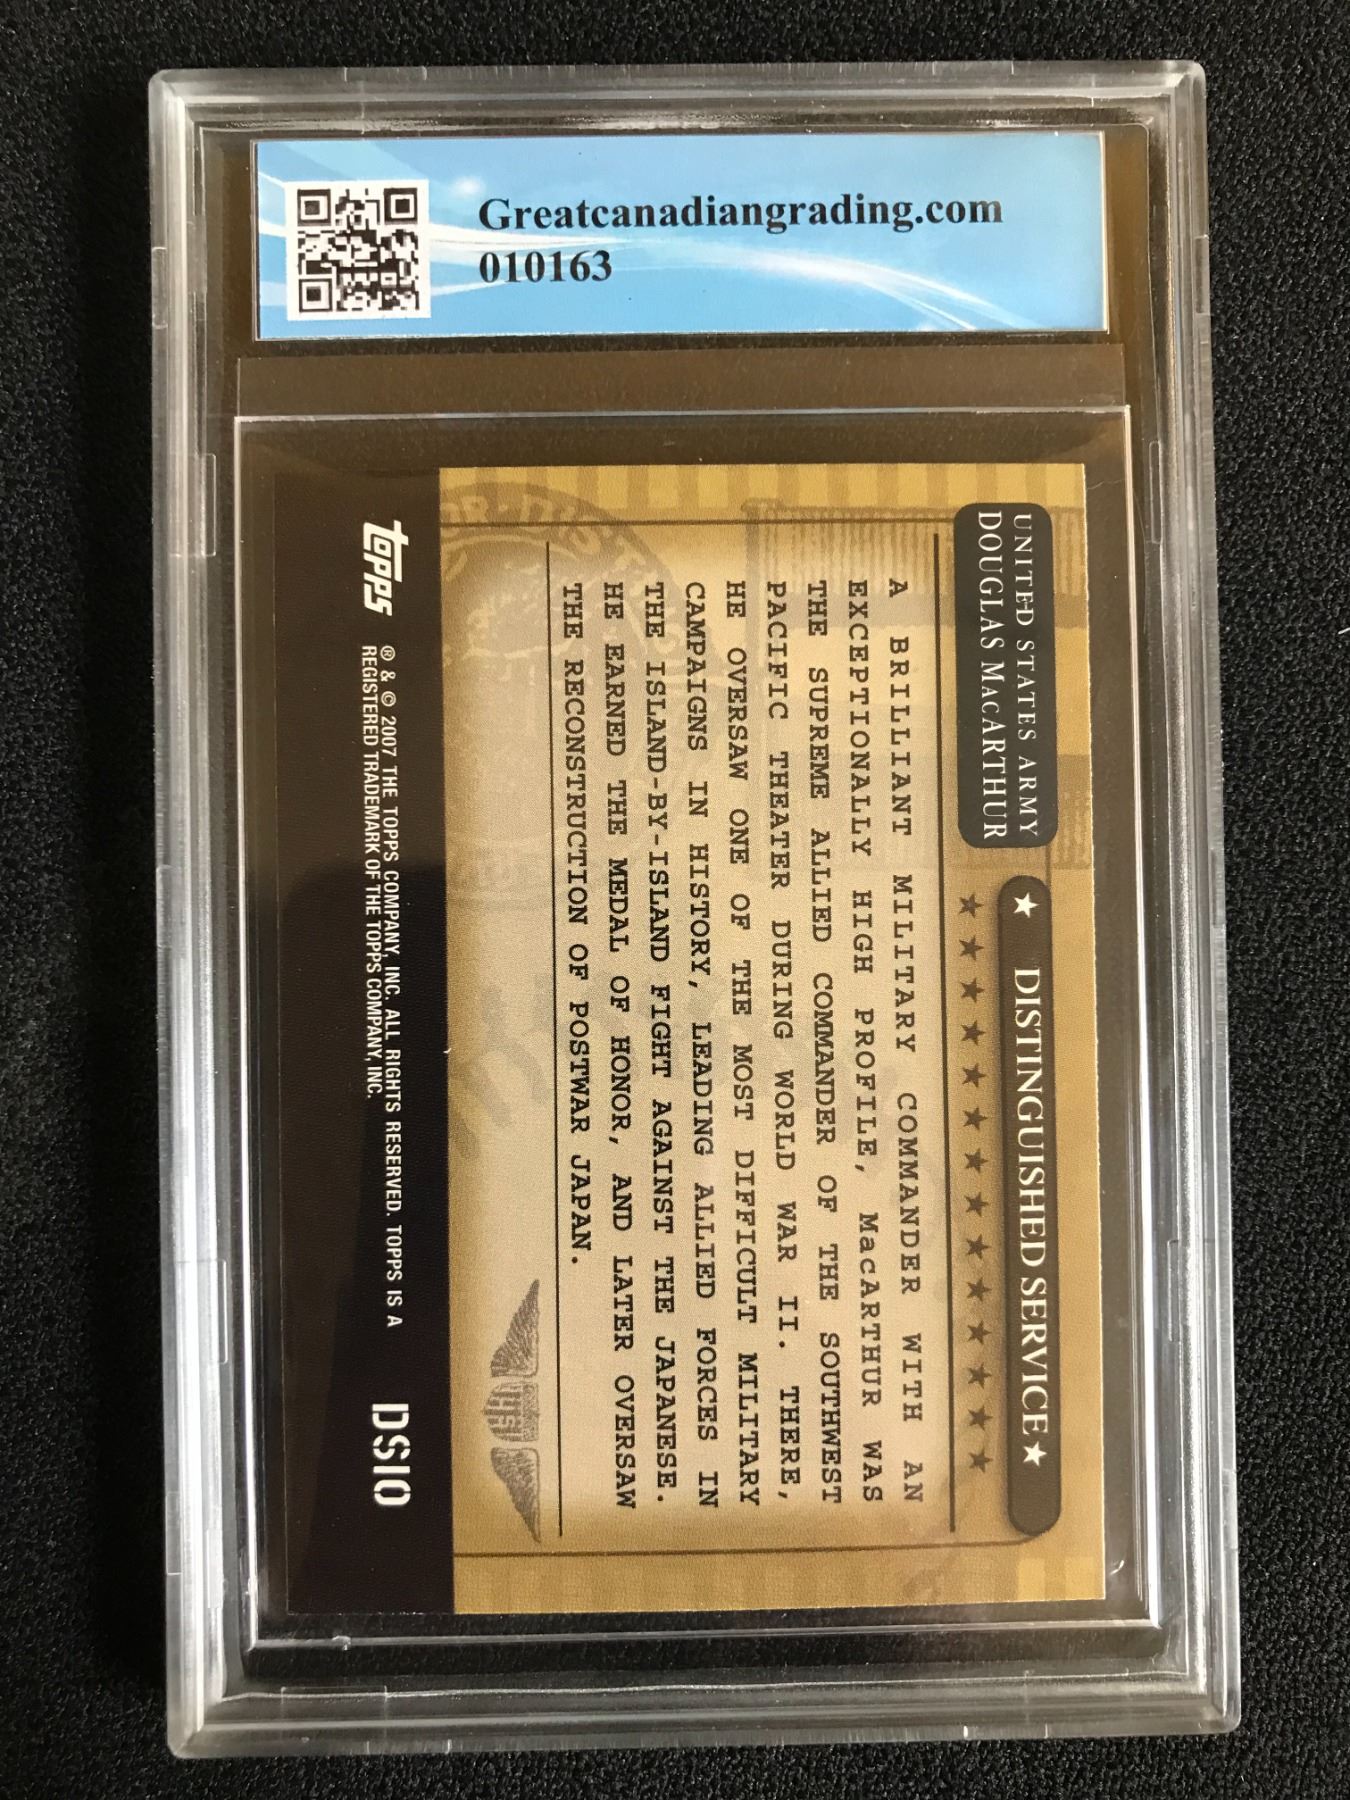 Greatcanadiangrading.com
010163
UNITED STATES ARMY
DOUGLAS MACARTHUR
★ DISTINGUISHED SERVICE ★
A BRILLIANT MILITARY COMMANDER WITH AN
EXCEPTIONALLY HIGH PROFILE, MacARTHUR WAS
THE SUPREME ALLIED COMMANDER OF THE SOUTHWEST
PACIFIC THEATER DURING WORLD WAR II. THERE,
HE OVERSAW ONE OF THE MOST DIFFICULT MILITARY
CAMPAIGNS IN HISTORY, LEADING ALLIED FORCES IN
THE ISLAND-BY-ISLAND FIGHT AGAINST THE JAPANESE.
HE EARNED THE MEDAL OF HONOR, AND LATER OVERSAW
THE RECONSTRUCTION OF POSTWAR JAPAN.
topps
® & © 2007 THE TOPPS COMPANY, INC. ALL RIGHTS RESERVED. TOPPS IS A
REGISTERED TRADEMARK OF THE TOPPS COMPANY, INC.
DS10